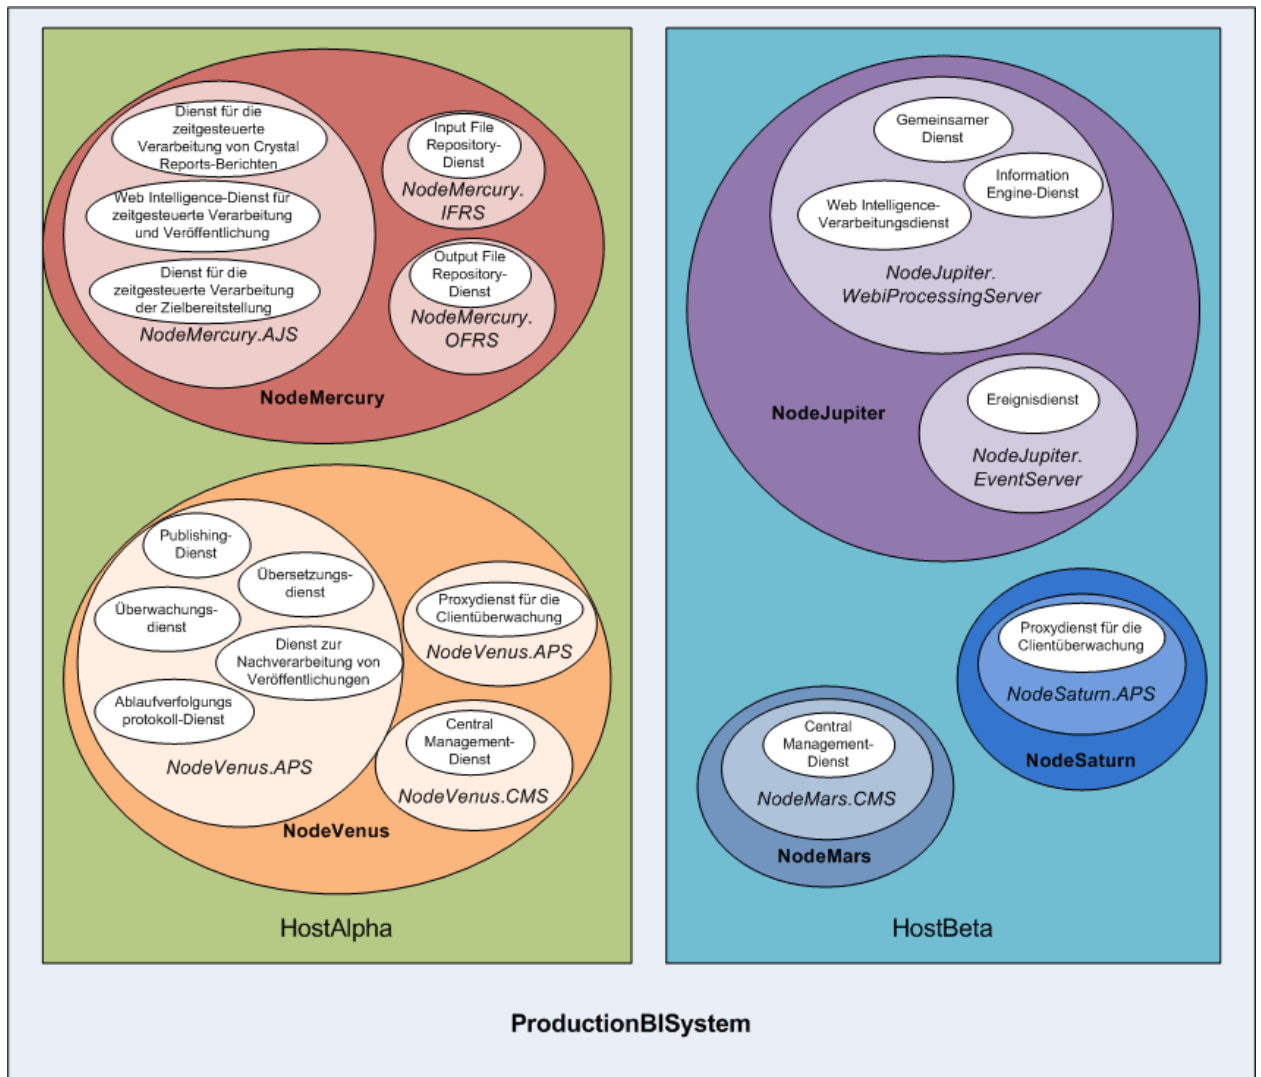 Dienst für die
zeitgesteuerte
Verarbeitung von Crystal
Reports-Berichten
Web Intelligence-Dienst für
zeitgesteuerte Verarbeitung
und Veröffentlichung
Dienst für die
zeitgesteuerte Verarbeitung
der Zielbereitstellung
NodeMercury.AJS
Input File
Repository-
Dienst
NodeMercury.
IFRS
Output File
Repository-
Dienst
NodeMercury.
OFRS
NodeMercury
Publishing-
Dienst
Übersetzungs-
dienst
Überwachungs-
dienst
Dienst zur
Nachverarbeitung von
Veröffentlichungen
Ablaufverfolgungs
protokoll-Dienst
NodeVenus.APS
Proxydienst für die
Clientüberwachung
NodeVenus.APS
Central
Management-
Dienst
NodeVenus.CMS
NodeVenus
HostAlpha
Gemeinsamer
Dienst
Information
Engine-Dienst
Web Intelligence-
Verarbeitungsdienst
NodeJupiter.
WebiProcessingServer
Ereignisdienst
NodeJupiter.
EventServer
NodeJupiter
Proxydienst für die
Clientüberwachung
NodeSaturn.APS
NodeSaturn
Central
Management-
Dienst
NodeMars.CMS
NodeMars
HostBeta
ProductionBISystem